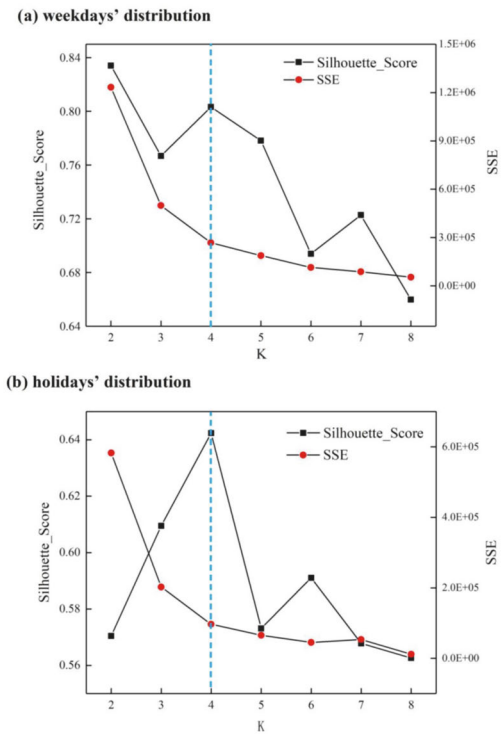 (a) weekdays' distribution
Silhouette_Score
SSE
0.84
0.80
0.76
0.72
0.68
0.64
Silhouette_Score
1.5E+06
1.2E+06
9.0E+05
6.0E+05
3.0E+05
0.0E+00
SSE
2 3 4 5 6 7 8
K
(b) holidays' distribution
Silhouette_Score
SSE
0.64
0.62
0.60
0.58
0.56
Silhouette_Score
6.0E+05
4.0E+05
2.0E+05
0.0E+00
SSE
2 3 4 5 6 7 8
K